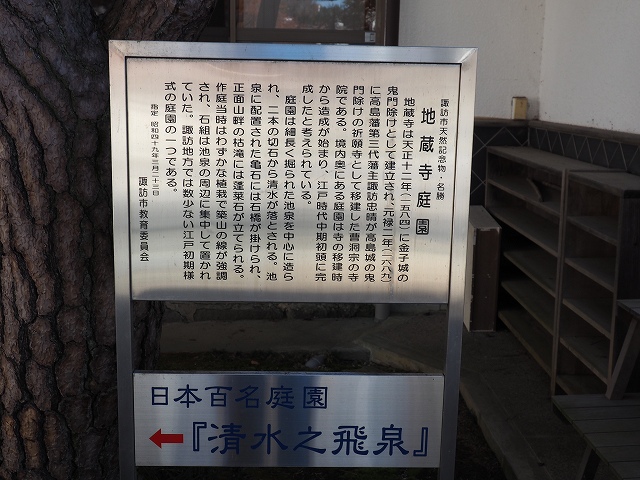 諏訪市天然記念物・名勝
地蔵寺庭園
地蔵寺は天正十二年(一五八四)に金子城の
鬼門除けとして建立され、元禄二年(一六八九)
に高島藩第三代藩主諏訪忠晴が高島城の鬼
門除けの祈願寺として移建した曹洞宗の寺
院である。境内奥にある庭園は寺の移建時
から造成が始まり、江戸時代中期初頭に完
成したと考えられている。
庭園は細長く掘られた池泉を中心に造ら
れ、二本の切石から清水が落とされる。池
泉に配置された亀石には石橋が掛けられ、
正面山畔の枯滝には蓬莱石が立てられる。
作庭当時はわずかな植栽で築山の線が強調
され、石組は池泉の周辺に集中して置かれ
ていた。諏訪地方では数少ない江戸初期様
式の庭園の一つである。
指定 昭和四十九年三月二十三日
諏訪市教育委員会
日本百名庭園
←『清水之飛泉』